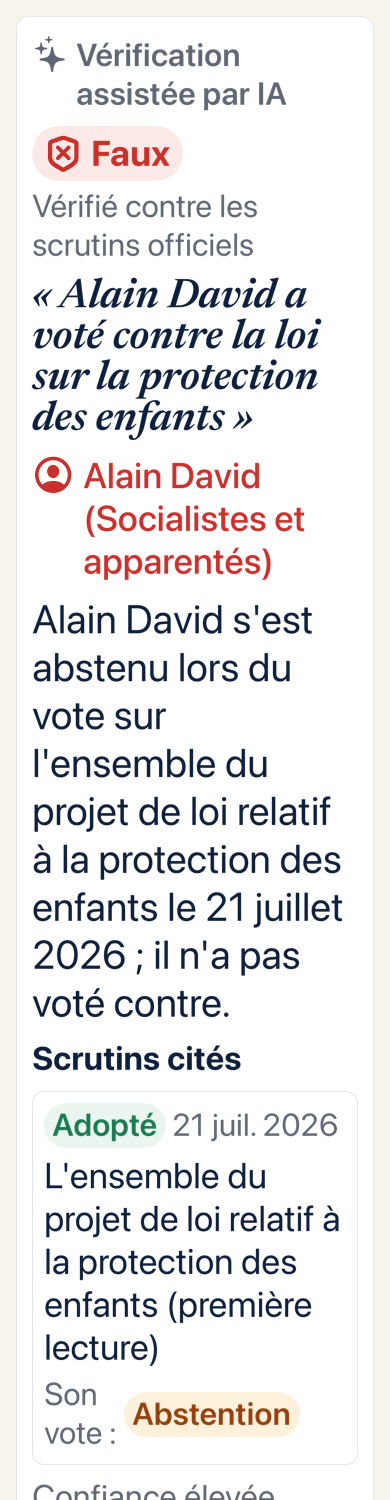 Vérification
assistée par IA
Faux
Vérifié contre les
scrutins officiels
« Alain David a
voté contre la loi
sur la protection
des enfants »
Alain David
(Socialistes et
apparentés)
Alain David s'est
abstenu lors du
vote sur
l'ensemble du
projet de loi relatif
à la protection des
enfants le 21 juillet
2026 ; il n'a pas
voté contre.
Scrutins cités
Adopté 21 juil. 2026
L'ensemble du
projet de loi relatif à
la protection des
enfants (première
lecture)
Son
vote : Abstention
Confiance élevée